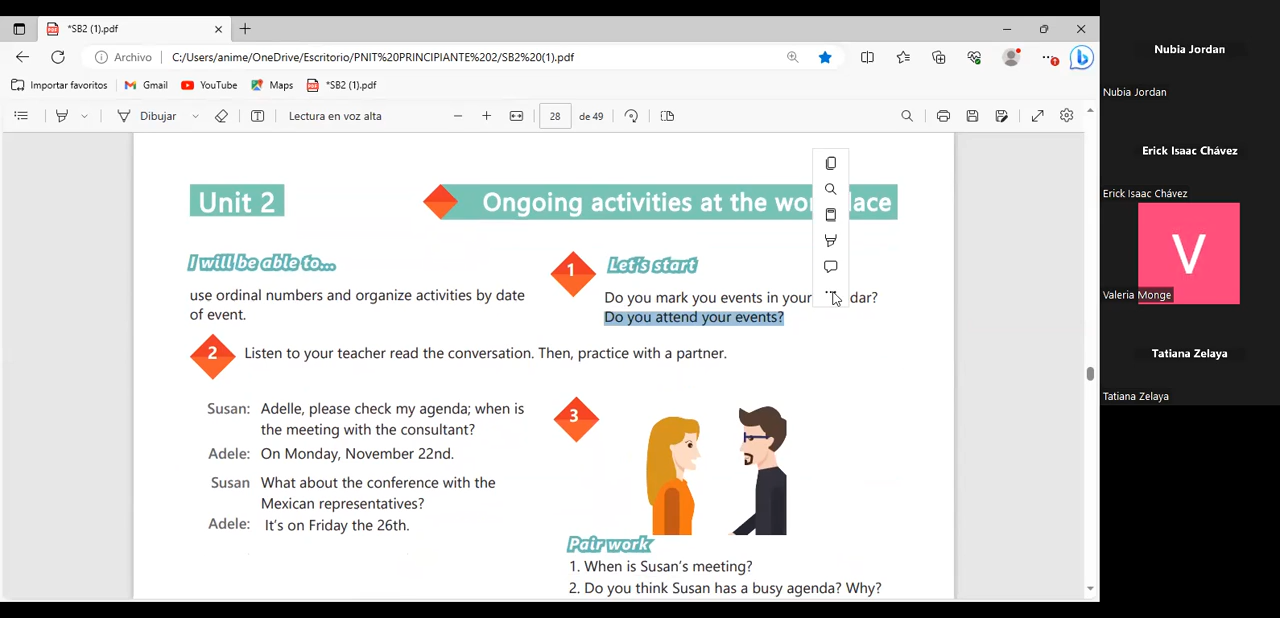 *SB2 (1).pdf
Archivo
C:/Users/anime/OneDrive/Escritorio/PNIT%20PRINCIPIANTE%202/SB2%20(1).pdf
Importar favoritos
Gmail
YouTube
Maps
*SB2 (1).pdf
Dibujar
Lectura en voz alta
28
de 49
Unit 2
Ongoing activities at the wor lace
I will be able to...
use ordinal numbers and organize activities by date
of event.
1
Let's start
Do you mark you events in your dar?
Do you attend your events?
2
Listen to your teacher read the conversation. Then, practice with a partner.
Susan: Adelle, please check my agenda; when is
the meeting with the consultant?
Adele: On Monday, November 22nd.
Susan What about the conference with the
Mexican representatives?
Adele: It's on Friday the 26th.
3
Pair work
1. When is Susan's meeting?
2. Do you think Susan has a busy agenda? Why?
Nubia Jordan
Nubia Jordan
Erick Isaac Chávez
Erick Isaac Chávez
V
Valeria Monge
Tatiana Zelaya
Tatiana Zelaya